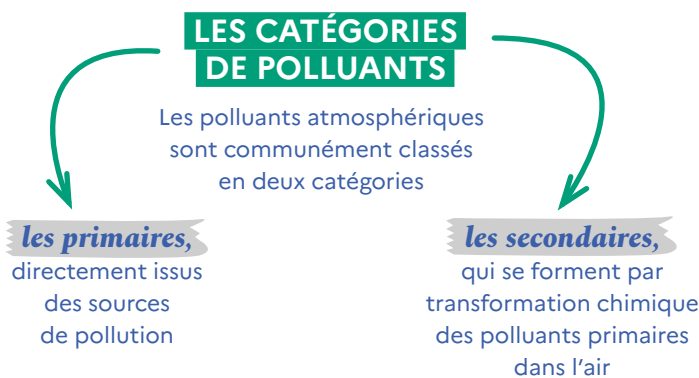 LES CATÉGORIES
DE POLLUANTS
Les polluants atmosphériques
sont communément classés
en deux catégories
les primaires,
directement issus
des sources
de pollution
les secondaires,
qui se forment par
transformation chimique
des polluants primaires
dans l'air